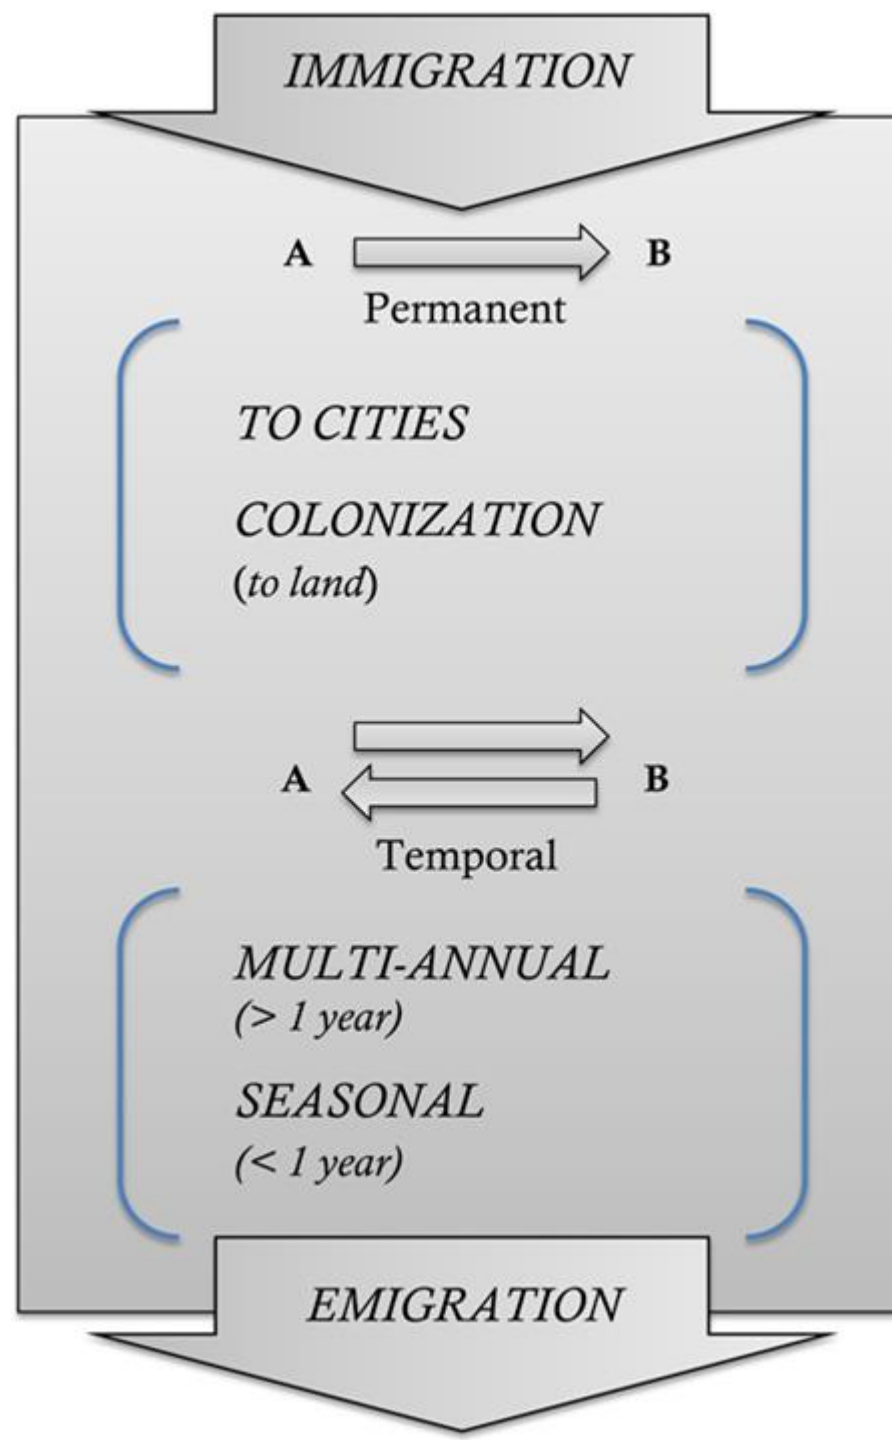 IMMIGRATION
A B
Permanent
TO CITIES
COLONIZATION
(to land)
A B
Temporal
MULTI-ANNUAL
(> 1 year)
SEASONAL
(< 1 year)
EMIGRATION